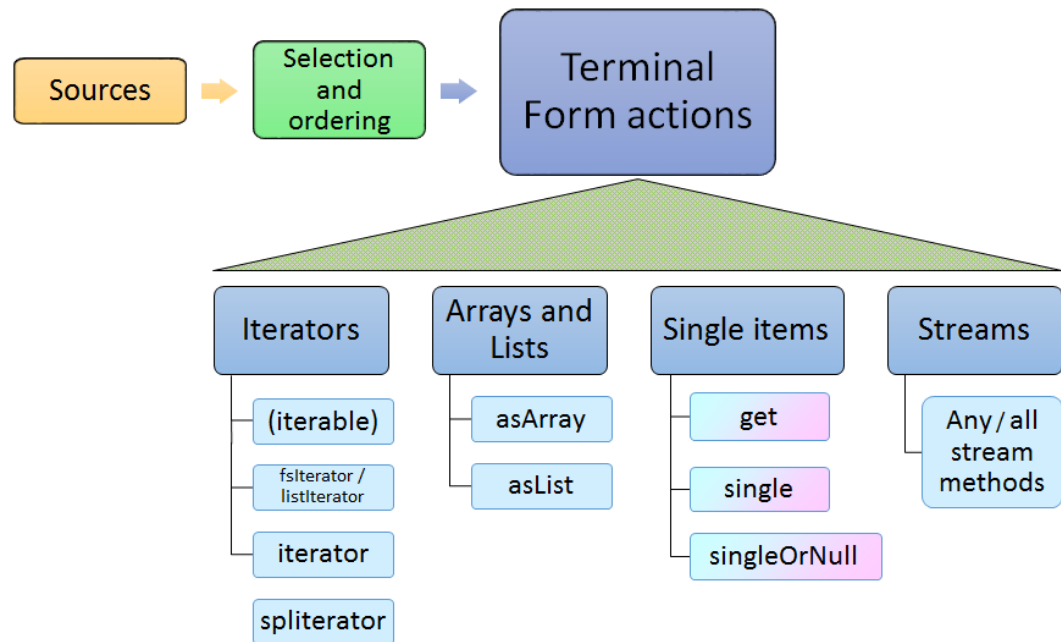 Sources
Selection
and
ordering
Terminal
Form actions
Iterators
(iterable)
fsIterator /
listIterator
iterator
spliterator
Arrays and
Lists
asArray
asList
Single items
get
single
singleOrNull
Streams
Any / all
stream
methods